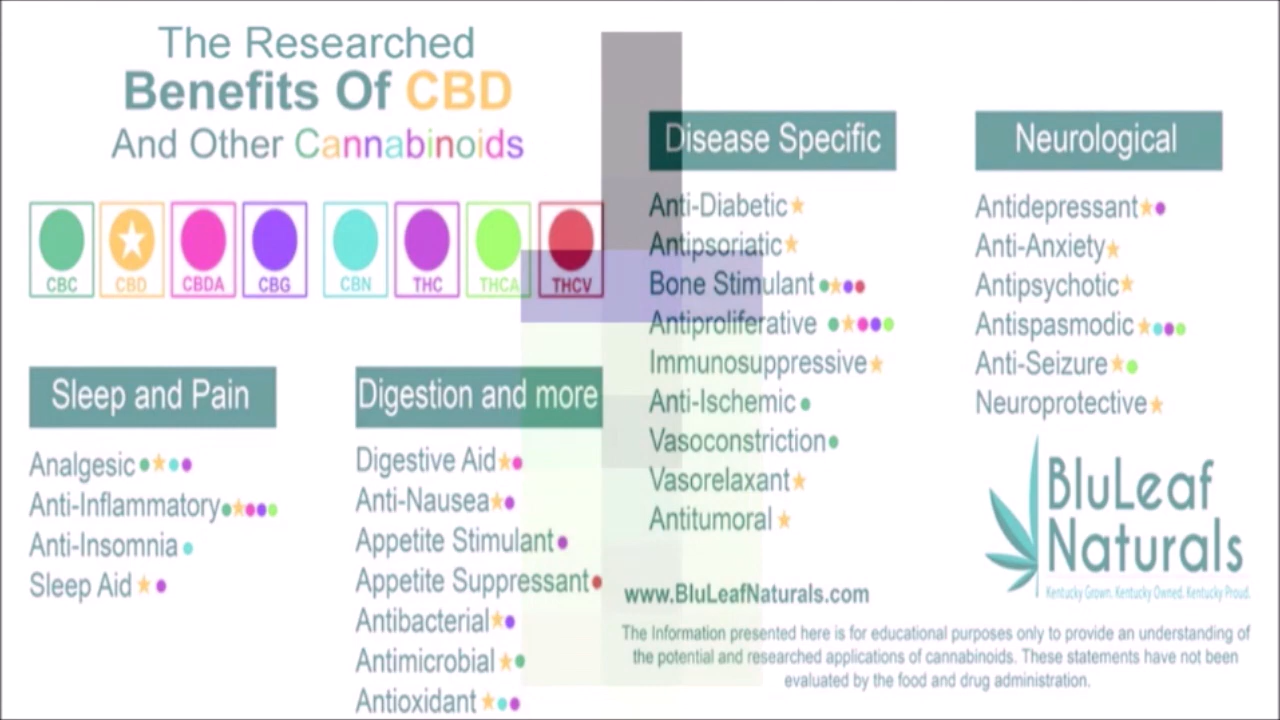 The Researched
Benefits Of CBD
And Other Cannabinoids
CBC CBD CBDA CBG CBN THC THCA THCV
Sleep and Pain
Analgesic
Anti-Inflammatory
Anti-Insomnia
Sleep Aid
Digestion and more
Digestive Aid
Anti-Nausea
Appetite Stimulant
Appetite Suppressant
Antibacterial
Antimicrobial
Antioxidant
Disease Specific
Anti-Diabetic
Antipsoriatic
Bone Stimulant
Antiproliferative
Immunosuppressive
Anti-Ischemic
Vasoconstriction
Vasorelaxant
Antitumoral
Neurological
Antidepressant
Anti-Anxiety
Antipsychotic
Antispasmodic
Anti-Seizure
Neuroprotective
BluLeaf
Naturals
Kentucky Grown. Kentucky Owned. Kentucky Proud.
www.BluLeafNaturals.com
The Information presented here is for educational purposes only to provide an understanding of
the potential and researched applications of cannabinoids. These statements have not been
evaluated by the food and drug administration.